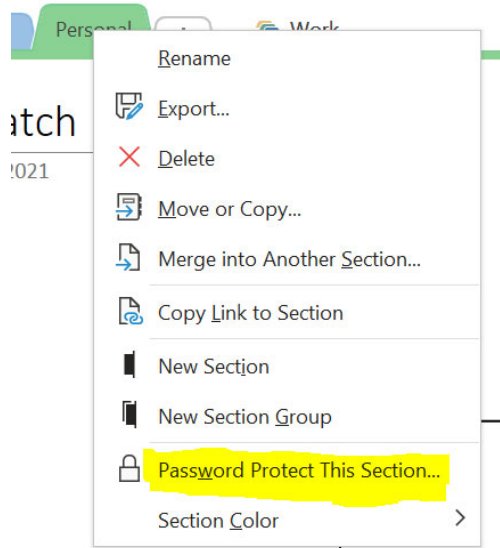 Personal
Work
atch
2021
Rename
Export...
Delete
Move or Copy...
Merge into Another Section...
Copy Link to Section
New Section
New Section Group
Password Protect This Section...
Section Color